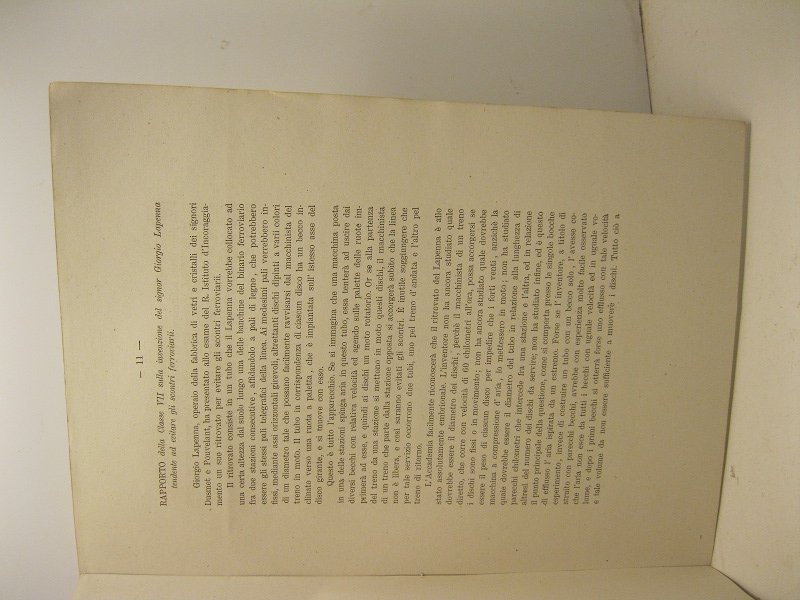 — 11 —
RAPPORTO della Classe VII sulla invenzione del signor Giorgio Lapenna
tendente ad evitare gli scontri ferroviarii.
Giorgio Lapenna, operaio della fabbrica di vetri e cristalli dei signori
Dusmet e Pouvelant, ha presentato allo esame del R. Istituto d'Incoraggia-
mento un suo ritrovato per evitare gli scontri ferroviarii.
Il ritrovato consiste in un tubo che il Lapenna vorrebbe collocato ad
una certa altezza dal suolo lungo una delle banchine del binario ferroviario
fra due stazioni consecutive, affidandolo a pali di legno, che potrebbero
essere gli stessi pali telegrafici della linea. Ai medesimi pali verrebbero in-
fissi, mediante assi orizzontali girevoli, altrettanti dischi dipinti a varii colori
di un diametro tale che possano facilmente ravvisarsi dal macchinista del
treno in moto. Il tubo in corrispondenza di ciascun disco ha un becco in-
clinato verso una ruota a paletta, che è impiantata sull' istesso asse del
disco girante, e si muove con esso.
Questo è tutto l'apparecchio. Se si immagina che una macchina posta
in una delle stazioni spinga aria in questo tubo, essa tenterà ad uscire dai
diversi becchi con relativa velocità ed agendo sulle palette delle ruote im-
primerà ad esse, e quindi ai dischi un moto rotatorio. Or se alla partenza
del treno da una stazione si mettono in moto questi dischi, il macchinista
di un treno che parte dalla stazione opposta si accorgerà subito che la linea
non è libera, e così saranno evitati gli scontri. È inutile soggiungere che
per tale servizio occorrono due tubi, uno pel treno d'andata e l'altro pel
treno di ritorno.
L'Accademia facilmente riconoscerà che il ritrovato del Lapenna è allo
stato assolutamente embrionale. L'inventore non ha ancora studiato quale
dovrebbe essere il diametro dei dischi, perchè il macchinista di un treno
diretto, che corre con velocità di 60 chilometri all'ora, possa accorgersi se
i dischi sono fissi o in movimento; non ha ancora studiato quale dovrebbe
essere il peso di ciascun disco per impedire che i forti venti, anzichè la
macchina a compressione d'aria, lo mettessero in moto; non ha studiato
quale dovrebbe essere il diametro del tubo in relazione alla lunghezza di
parecchi chilometri che intercede fra una stazione e l'altra, ed in relazione
altresì del numero dei dischi da servire; non ha studiato infine, ed è questo
il punto principale della questione, come si comporta presso le singole bocche
di efflusso l' aria ispirata da un estremo. Forse se l'inventore, a titolo di
esperimento, invece di costruire un tubo con un becco solo, l' avesse co-
struito con parecchi becchi, avrebbe con esperienza molto facile osservato
che l'aria non esce da tutti i becchi con uguale velocità ed in uguale vo-
lume, e dopo i primi becchi si otterrà forse uno efflusso con tale velocità
e tale volume da non essere sufficiente a muovere i dischi. Tutto ciò a